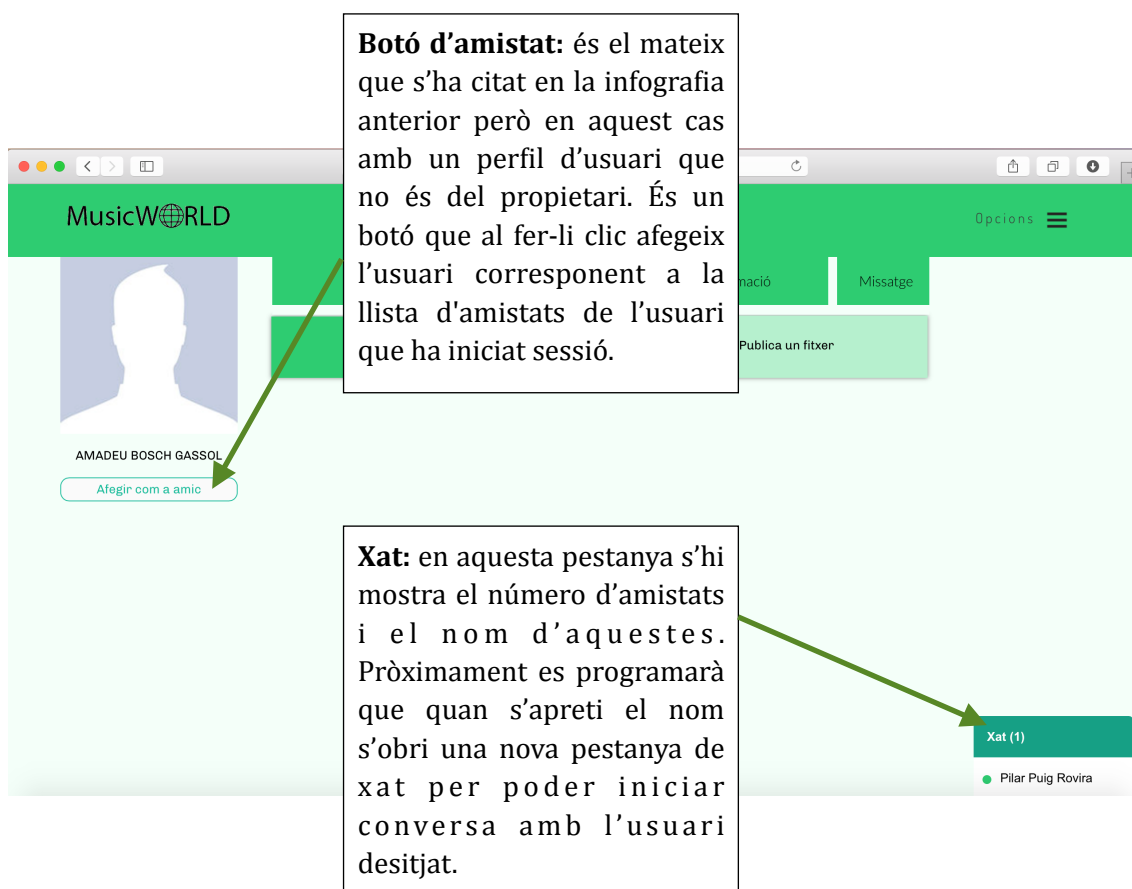 Botó d’amistat: és el mateix
que s’ha citat en la infografia
anterior però en aquest cas
amb un perfil d’usuari que
no és del propietari. És un
botó que al fer-li clic afegeix
l’usuari corresponent a la
llista d'amistats de l’usuari
que ha iniciat sessió.
MusicWORLD
Opcions
Missatge
Publica un fitxer
AMADEU BOSCH GASSOL
Afegir com a amic
Xat: en aquesta pestanya s’hi
mostra el número d’amistats
i el nom d’aquestes.
Pròximament es programarà
que quan s’apreti el nom
s’obri una nova pestanya de
xat per poder iniciar
conversa amb l’usuari
desitjat.
Xat (1)
Pilar Puig Rovira